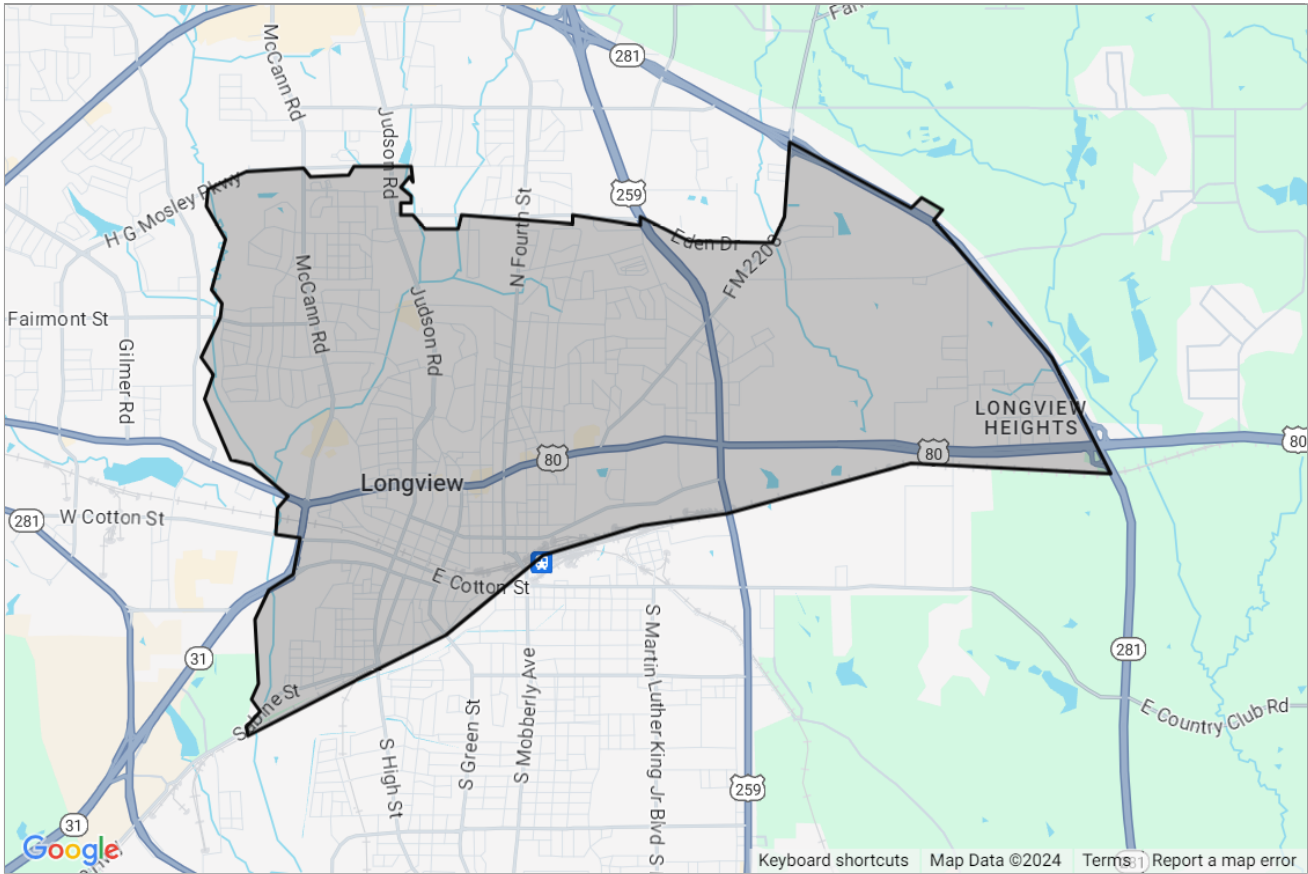 281
Far
McCann Rd
Judson Rd
H G Mosley Pkwy
259
N Fourth St
Eden Dr
FM2208
McCann Rd
Judson Rd
Fairmont St
Gilmer Rd
LONGVIEW
HEIGHTS
80
80
80
Longview
W Cotton St
281
E Cotton St
S Martin Luther King Jr Blvd S
31
281
S Mobberly Ave
Sabine St
S Green St
S High St
E Country Club Rd
259
31
Google
Keyboard shortcuts
Map Data ©2024
Terms
Report a map error
281